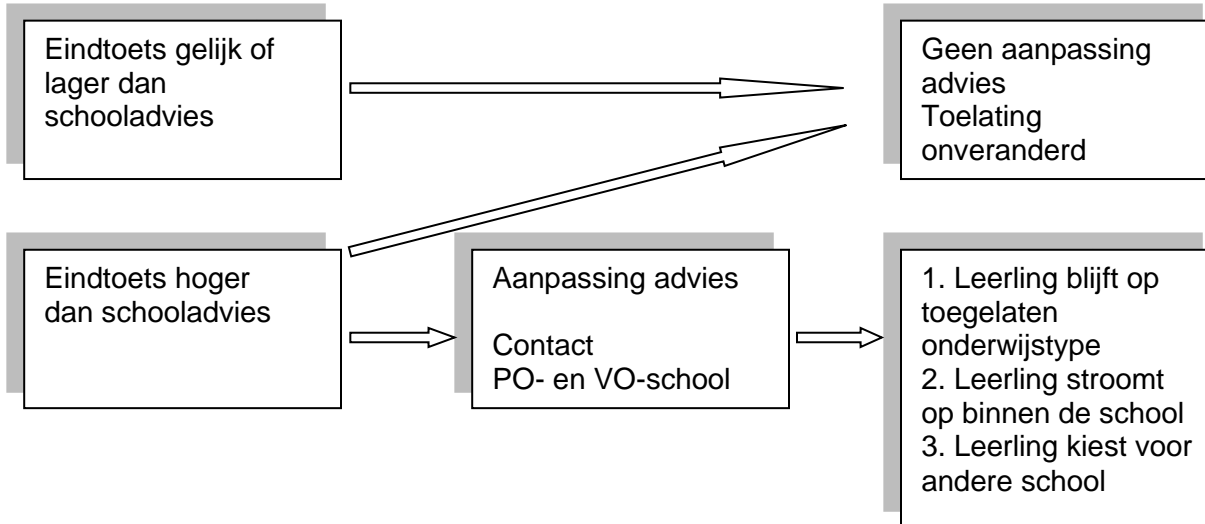 Eindtoets gelijk of
lager dan
schooladvies
Geen aanpassing
advies
Toelating
onveranderd
Eindtoets hoger
dan schooladvies
Aanpassing advies
Contact
PO- en VO-school
1. Leerling blijft op
toegelaten
onderwijstype
2. Leerling stroomt
op binnen de school
3. Leerling kiest voor
andere school